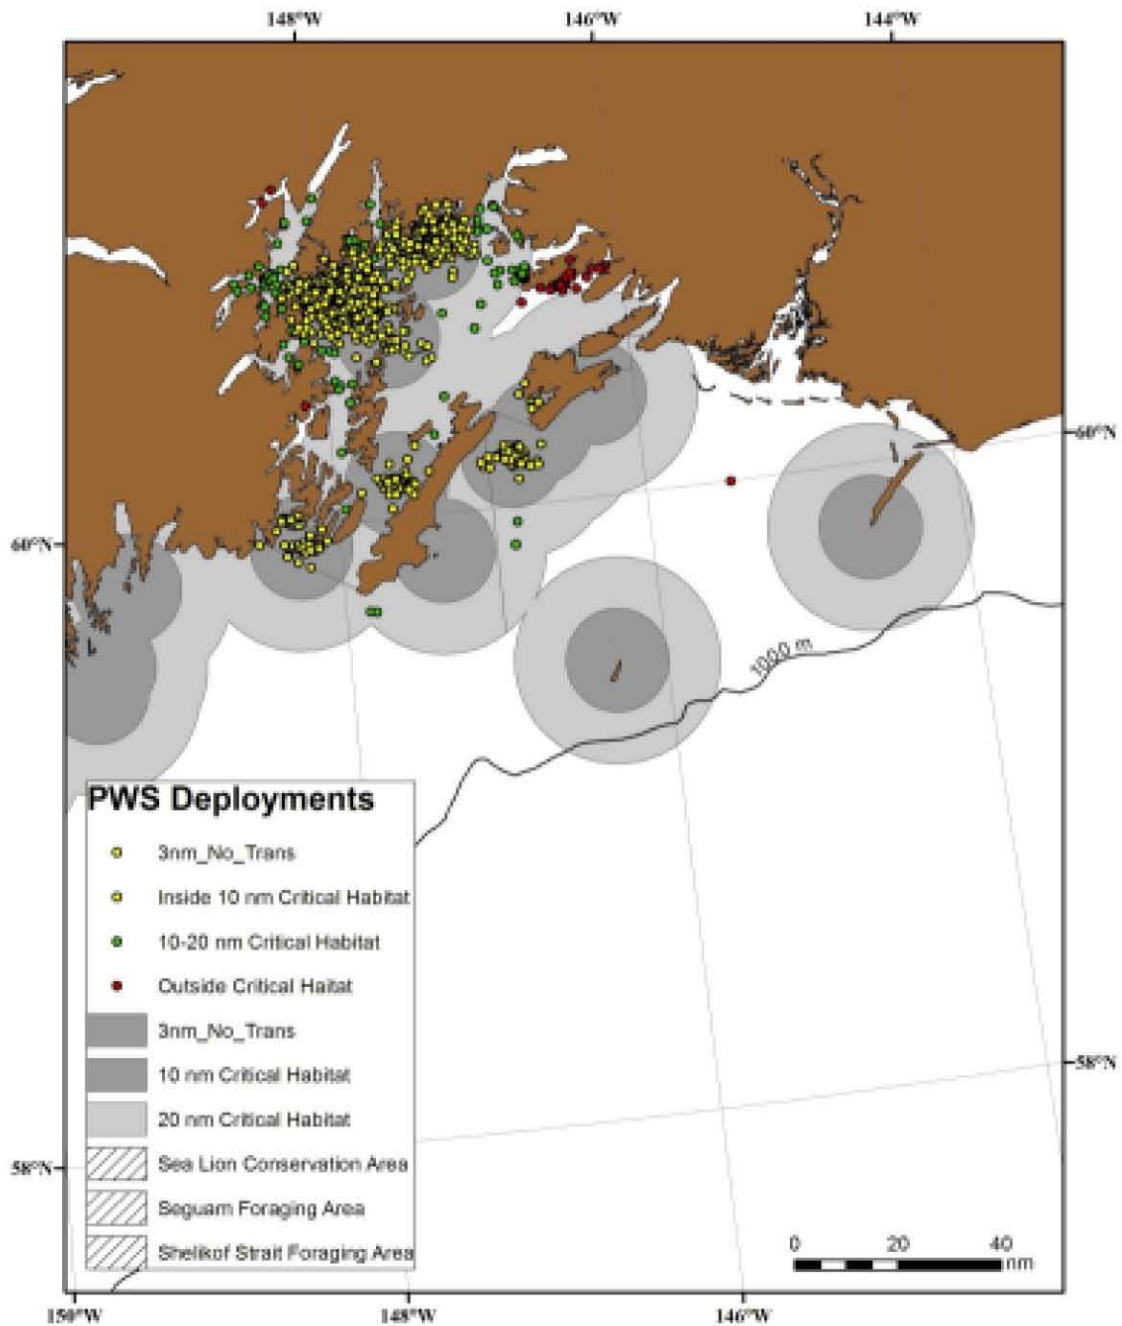 148°W 146°W 144°W
60°N
60°N
1000 m
PWS Deployments
3nm_No_Trans
Inside 10 nm Critical Habitat
10-20 nm Critical Habitat
Outside Critical Haitat
3nm_No_Trans
10 nm Critical Habitat
20 nm Critical Habitat
Sea Lion Conservation Area
Seguam Foraging Area
Shelikof Strait Foraging Area
58°N
58°N
0 20 40
nm
150°W 148°W 146°W